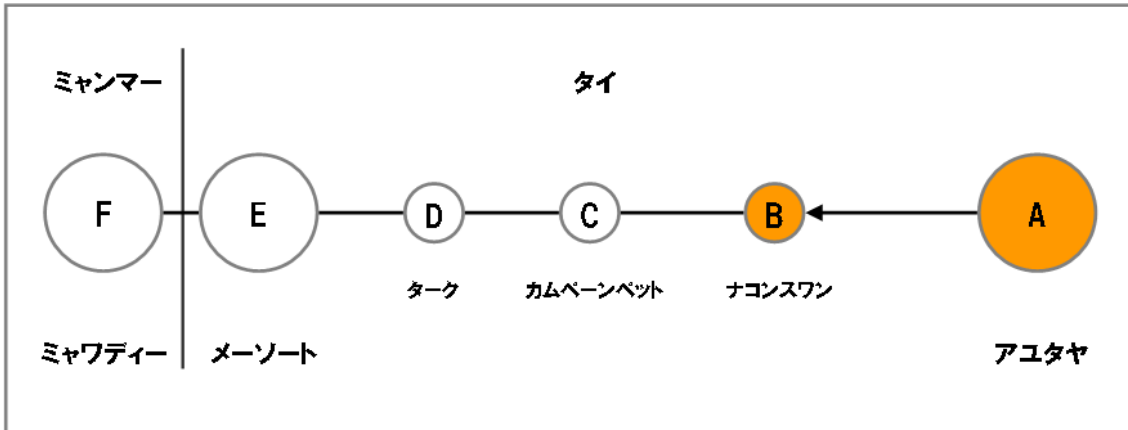 ミャンマー
タイ
F
E
D
C
B
A
ターク
カムペーンペット
ナコンスワン
ミャワディー
メーソート
アユタヤ